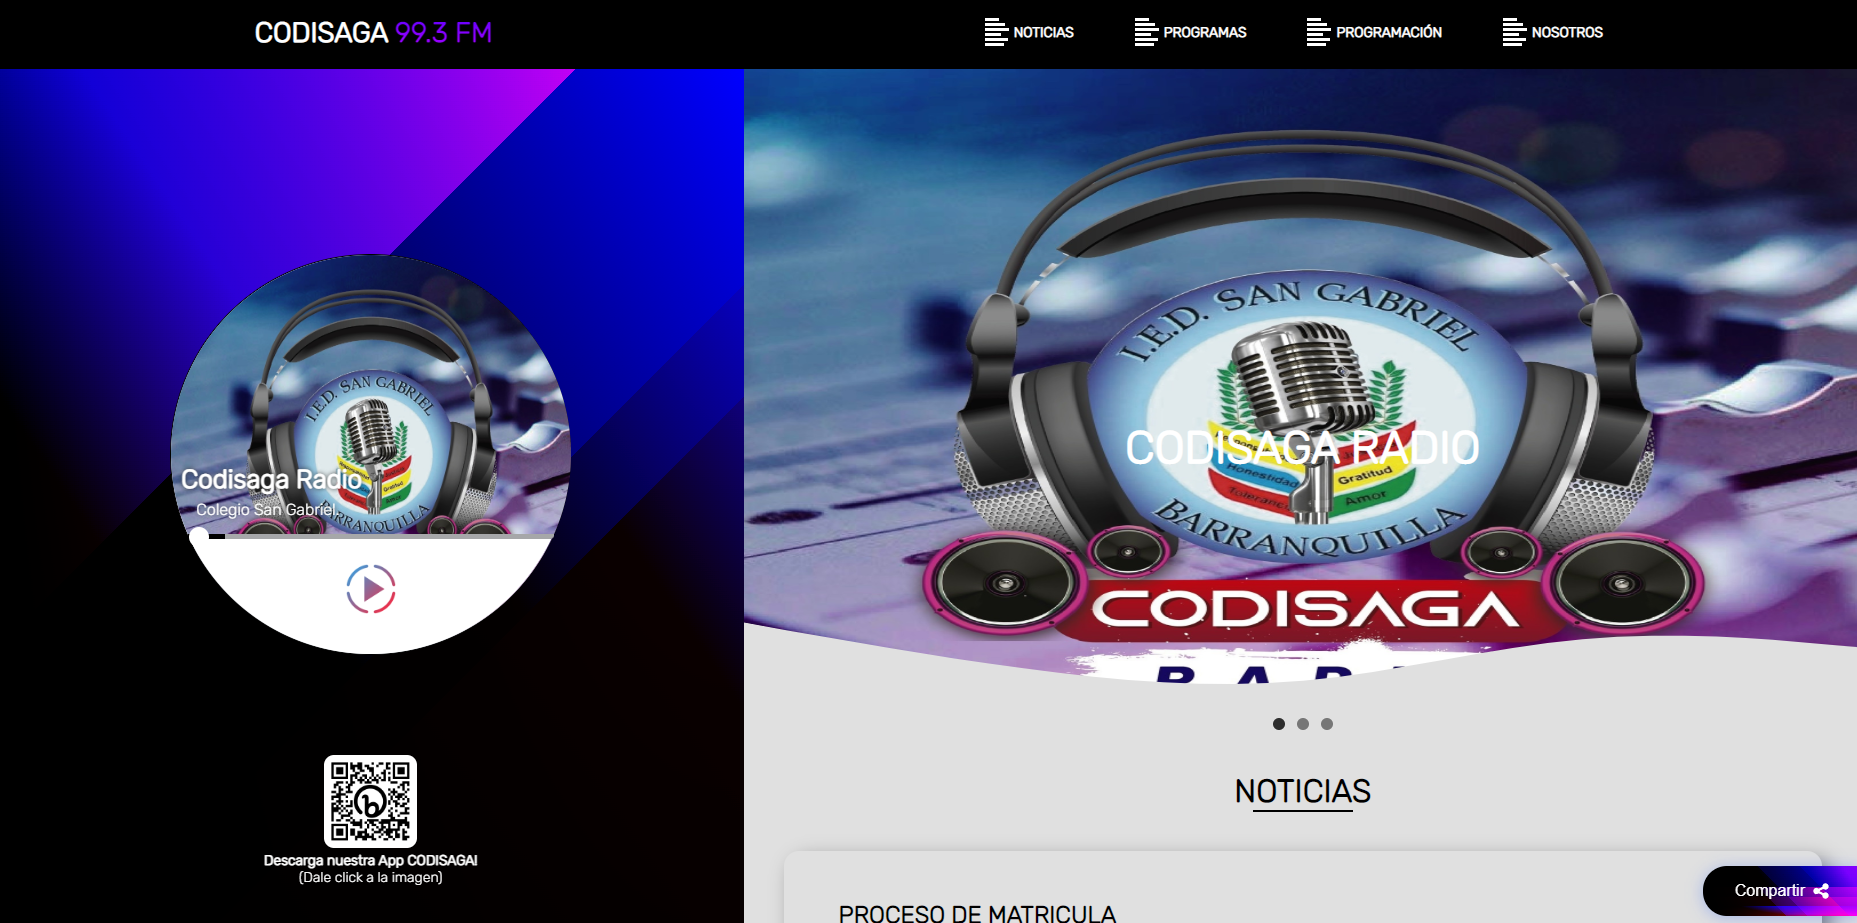 CODISAGA 99.3 FM
NOTICIAS
PROGRAMAS
PROGRAMACIÓN
NOSOTROS
I.E.D. SAN GABRIEL
Gratitud
Amor
BARRANQUILLA
Codisaga Radio
Colegio San Gabriel.
Descarga nuestra App CODISAGA!
(Dale click a la imagen)
I.E.D. SAN GABRIEL
CODISAGA RADIO
Honestidad
Gratitud
Amor
BARRANQUILLA
CODISAGA
NOTICIAS
PROCESO DE MATRICULA
Compartir